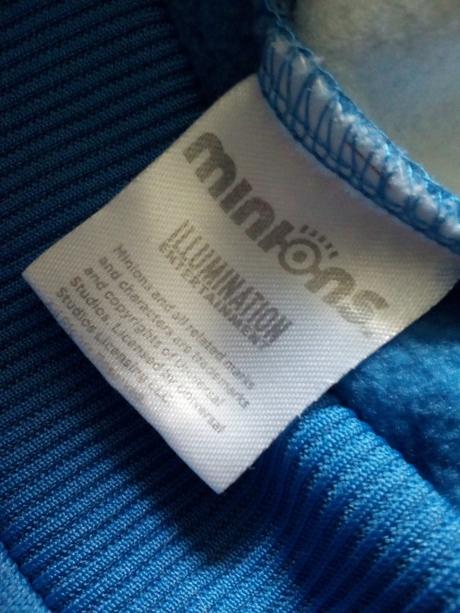 minions
ILLUMINATION
ENTERTAINMENT
Minions and all related marks
and characters are trademarks
and copyrights of Universal
Studios. Licensed by Universal
Studios Licensing LLC.